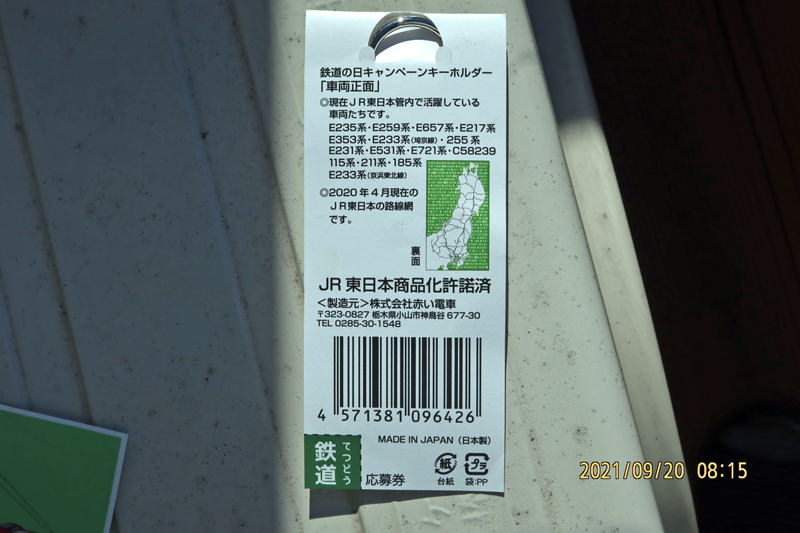 鉄道の日キャンペーンキーホルダー
「車両正面」
◎現在JR東日本管内で活躍している
車両たちです。
E235系・E259系・E657系・E217系
E353系・E233系(埼京線)・255系
E231系・E531系・E721系・C58239
115系・211系・185系
E233系(京浜東北線)
◎2020年4月現在の
JR東日本の路線網
です。
裏面
JR東日本商品化許諾済
<製造元>株式会社赤い電車
〒323-0827 栃木県小山市神鳥谷 677-30
TEL 0285-30-1548
4 571381 096426
MADE IN JAPAN (日本製)
鉄道
てつどう
応募券
紙
台紙
プラ
袋:PP
2021/09/20 08:15